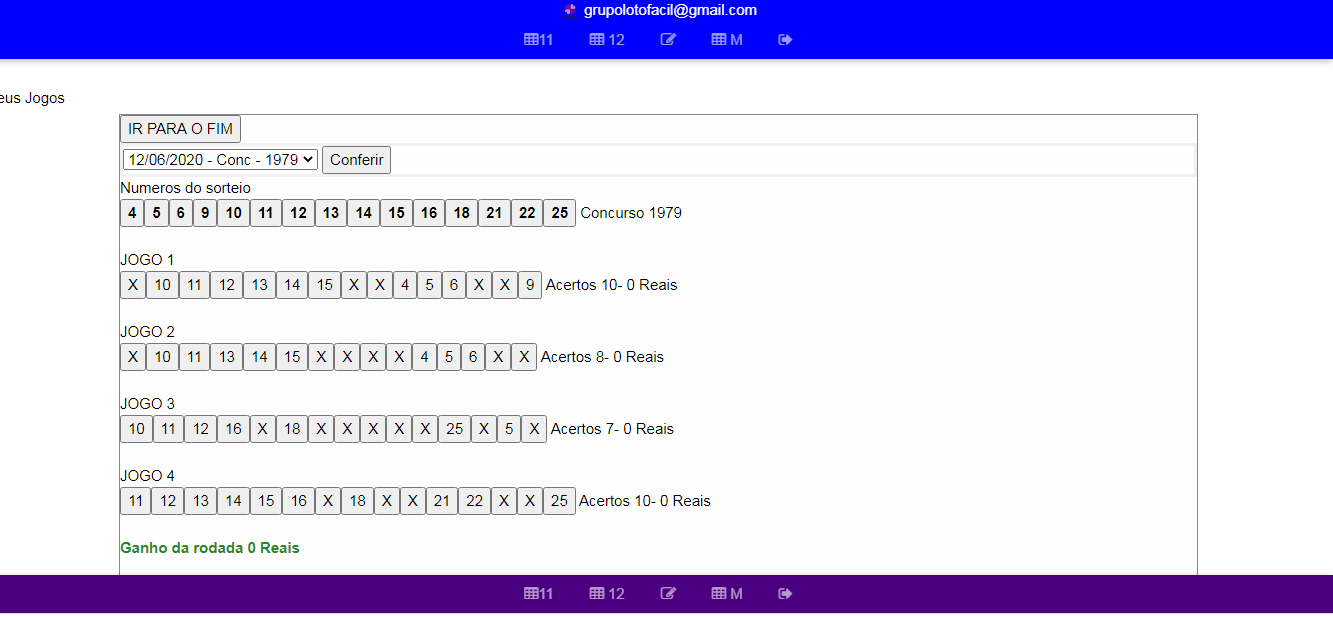 grupolotofacil@gmail.com
11 12 M
eus Jogos
IR PARA O FIM
12/06/2020 - Conc - 1979 Conferir
Numeros do sorteio
4 5 6 9 10 11 12 13 14 15 16 18 21 22 25 Concurso 1979
JOGO 1
X 10 11 12 13 14 15 X X 4 5 6 X X 9 Acertos 10- 0 Reais
JOGO 2
X 10 11 13 14 15 X X X X 4 5 6 X X Acertos 8- 0 Reais
JOGO 3
10 11 12 16 X 18 X X X X X 25 X 5 X Acertos 7- 0 Reais
JOGO 4
11 12 13 14 15 16 X 18 X X 21 22 X X 25 Acertos 10- 0 Reais
Ganho da rodada 0 Reais
11 12 M